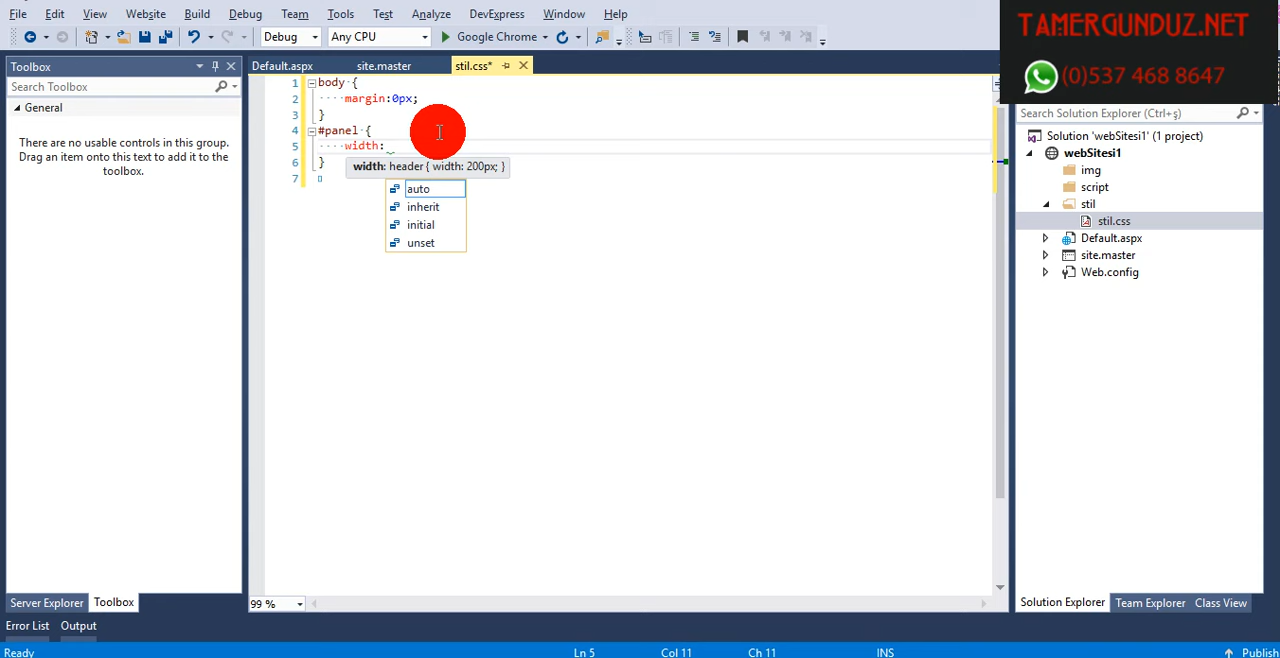 File Edit View Website Build Debug Team Tools Test Analyze DevExpress Window Help
TAMERGUNDUZ.NET
(0)537 468 8647
Debug Any CPU Google Chrome
Toolbox
Search Toolbox
General
There are no usable controls in this group.
Drag an item onto this text to add it to the
toolbox.
Default.aspx site.master stil.css*
1 body {
2 margin:0px;
3 }
4 #panel {
5 width:
6 }
7
width: header { width: 200px; }
auto
inherit
initial
unset
Search Solution Explorer (Ctrl+ş)
Solution 'webSitesi1' (1 project)
webSitesi1
img
script
stil
stil.css
Default.aspx
site.master
Web.config
99 %
Server Explorer Toolbox
Solution Explorer Team Explorer Class View
Error List Output
Ready Ln 5 Col 11 Ch 11 INS Publish